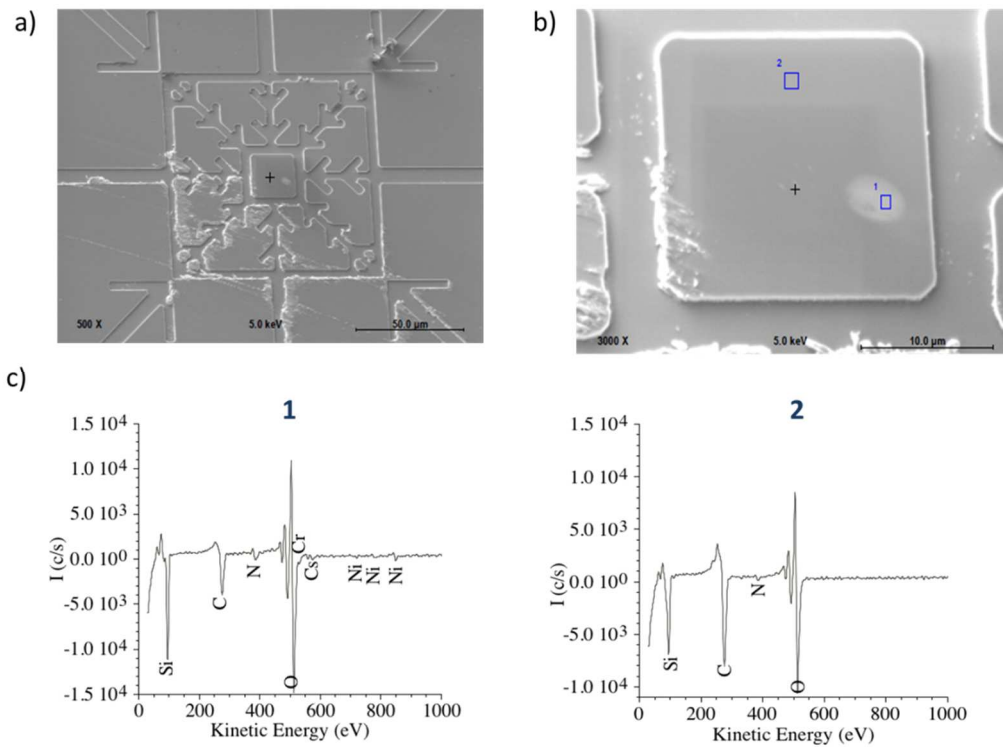 a)
500 X 5.0 keV 50.0 µm
b)
2
1
3000 X 5.0 keV 10.0 µm
c)
1
1.5 10⁴
1.0 10⁴
5.0 10³
0.0 10⁰
-5.0 10³
-1.0 10⁴
-1.5 10⁴
I (c/s)
Si
C
N
O
Cr
Cs
Ni
Ni
Ni
0 200 400 600 800 1000
Kinetic Energy (eV)
2
1.5 10⁴
1.0 10⁴
5.0 10³
0.0 10⁰
-5.0 10³
-1.0 10⁴
I (c/s)
Si
C
N
O
0 200 400 600 800 1000
Kinetic Energy (eV)